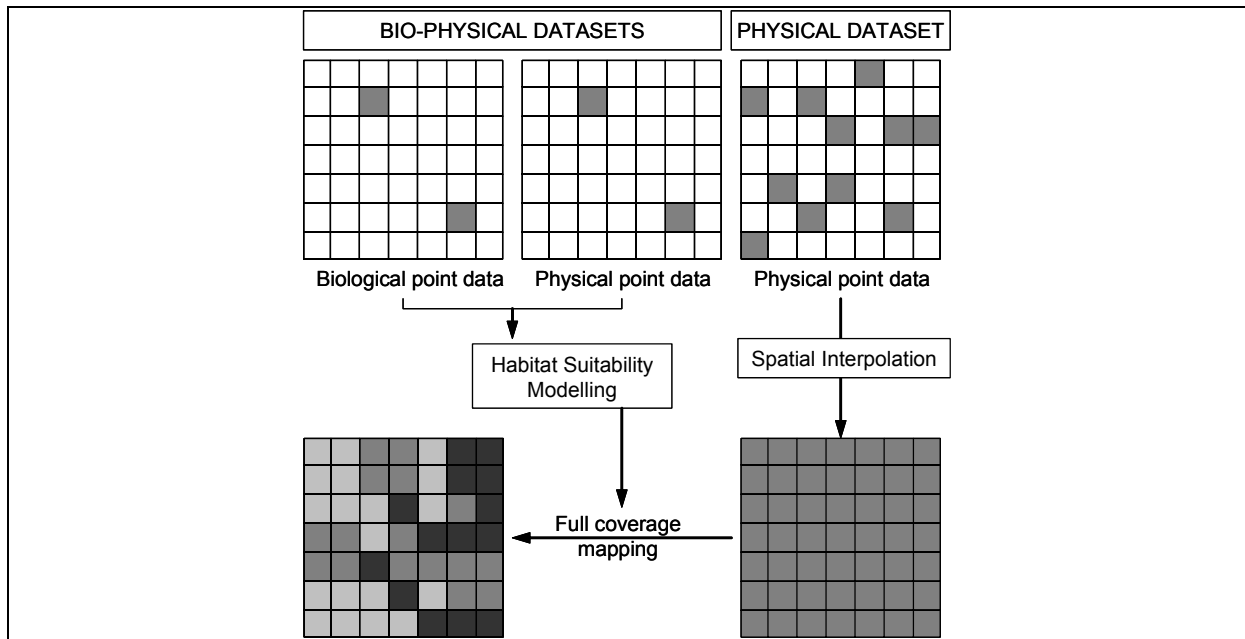 BIO-PHYSICAL DATASETS
PHYSICAL DATASET
Biological point data
Physical point data
Physical point data
Habitat Suitability
Modelling
Spatial Interpolation
Full coverage
mapping